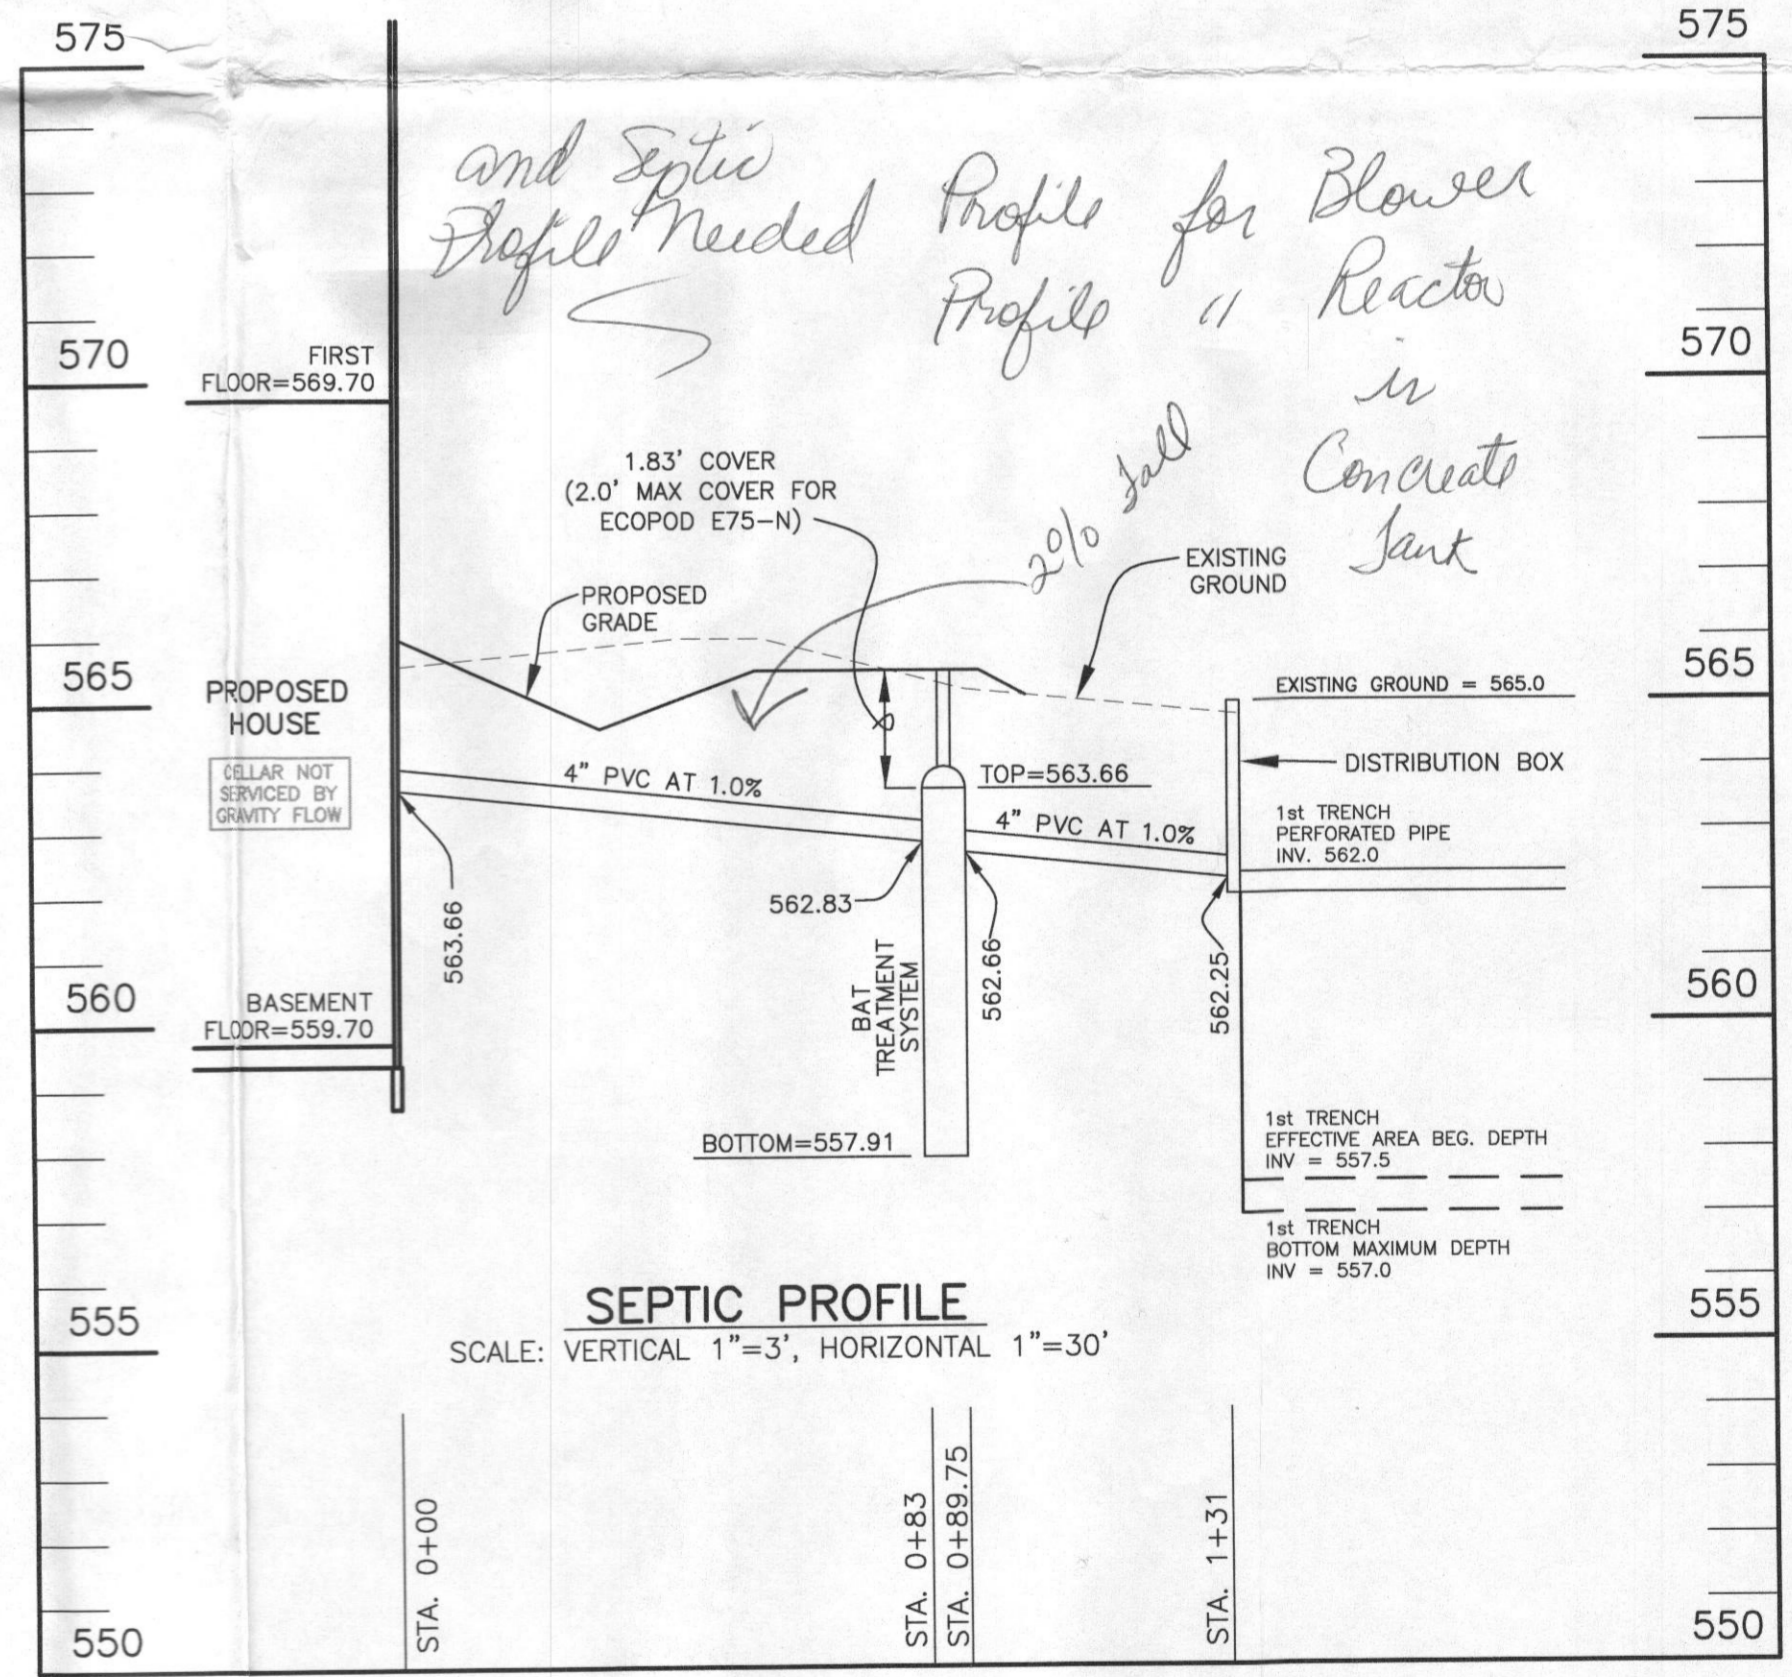 575
575
and Septic
Profile Needed
Profile for Blower
Profile " Reactor
in
Concreate
Tank
2% fall
570
570
FIRST
FLOOR=569.70
1.83' COVER
(2.0' MAX COVER FOR
ECOPOD E75-N)
PROPOSED
GRADE
EXISTING
GROUND
565
565
PROPOSED
HOUSE
CELLAR NOT
SERVICED BY
GRAVITY FLOW
EXISTING GROUND = 565.0
DISTRIBUTION BOX
4" PVC AT 1.0%
TOP=563.66
4" PVC AT 1.0%
1st TRENCH
PERFORATED PIPE
INV. 562.0
563.66
562.83
562.66
562.25
BAT
TREATMENT
SYSTEM
560
560
BASEMENT
FLOOR=559.70
BOTTOM=557.91
1st TRENCH
EFFECTIVE AREA BEG. DEPTH
INV = 557.5
1st TRENCH
BOTTOM MAXIMUM DEPTH
INV = 557.0
555
555
SEPTIC PROFILE
SCALE: VERTICAL 1"=3', HORIZONTAL 1"=30'
STA. 0+00
STA. 0+83
STA. 0+89.75
STA. 1+31
550
550